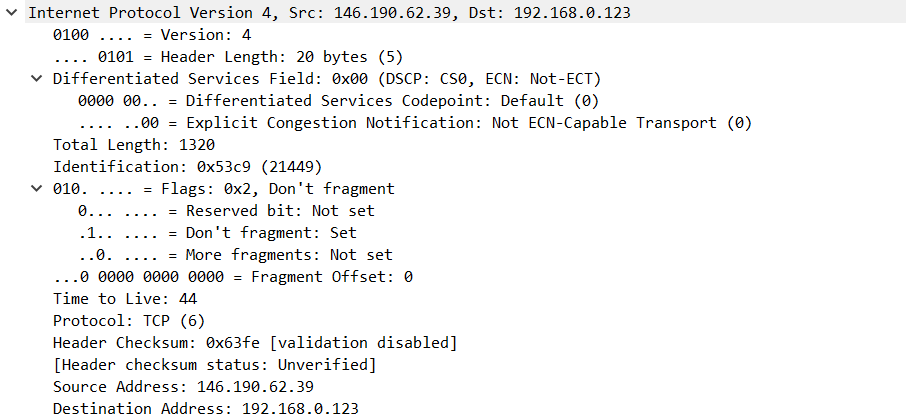 Internet Protocol Version 4, Src: 146.190.62.39, Dst: 192.168.0.123
0100 .... = Version: 4
.... 0101 = Header Length: 20 bytes (5)
Differentiated Services Field: 0x00 (DSCP: CS0, ECN: Not-ECT)
0000 00.. = Differentiated Services Codepoint: Default (0)
.... ..00 = Explicit Congestion Notification: Not ECN-Capable Transport (0)
Total Length: 1320
Identification: 0x53c9 (21449)
010. .... = Flags: 0x2, Don't fragment
0... .... = Reserved bit: Not set
.1.. .... = Don't fragment: Set
..0. .... = More fragments: Not set
...0 0000 0000 0000 = Fragment Offset: 0
Time to Live: 44
Protocol: TCP (6)
Header Checksum: 0x63fe [validation disabled]
[Header checksum status: Unverified]
Source Address: 146.190.62.39
Destination Address: 192.168.0.123